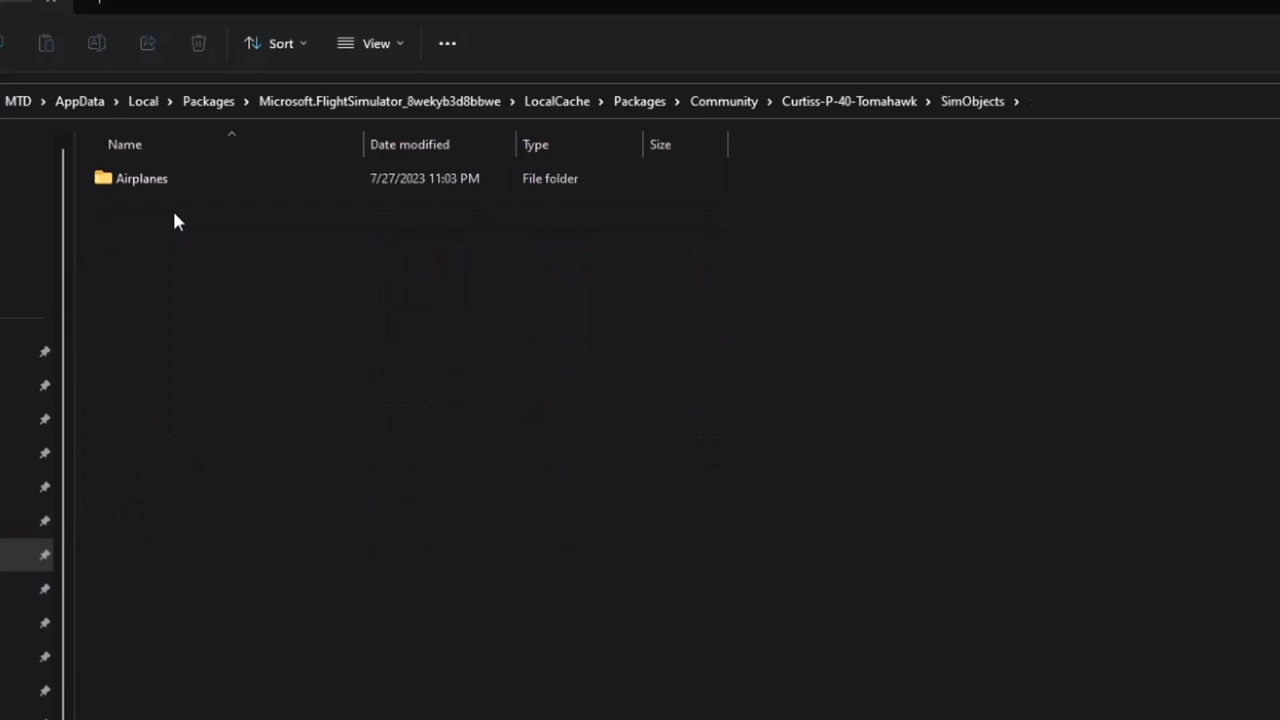 Sort View
MTD > AppData > Local > Packages > Microsoft.FlightSimulator_8wekyb3d8bbwe > LocalCache > Packages > Community > Curtiss-P-40-Tomahawk > SimObjects >
Name Date modified Type Size
Airplanes 7/27/2023 11:03 PM File folder